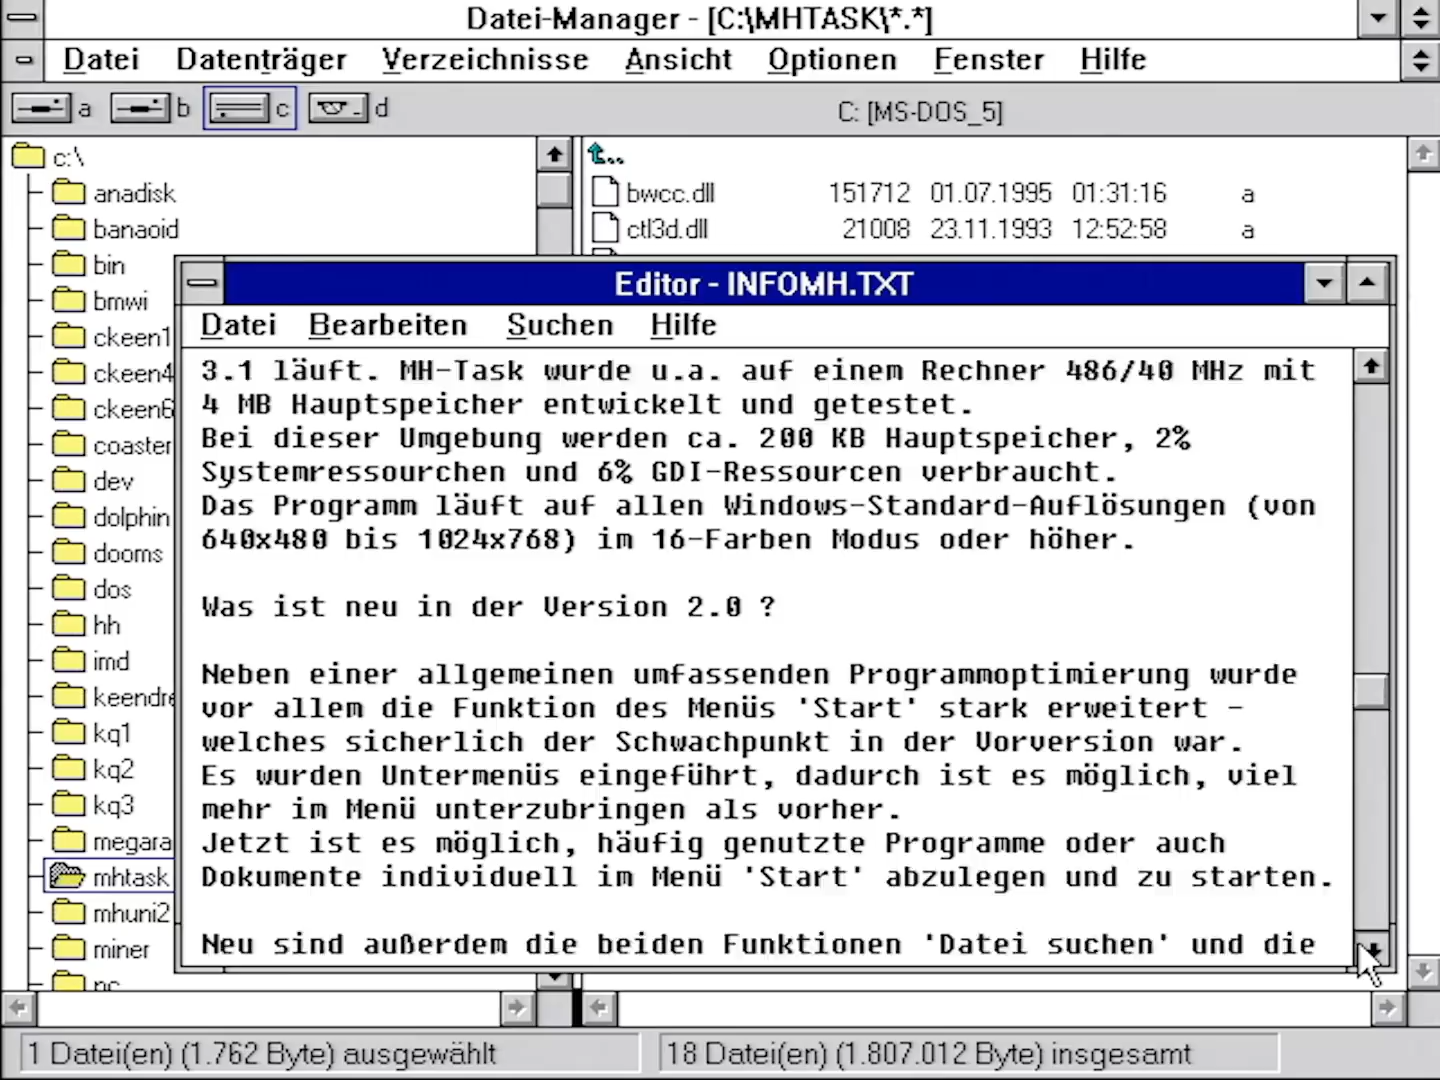 Datei-Manager - [C:\MHTASK\*.*]
Datei Datenträger Verzeichnisse Ansicht Optionen Fenster Hilfe
a b c d C: [MS-DOS_5]
c:\
anadisk
banaoid
bin
bmwi
ckeen1
ckeen4
ckeen6
coaster
dev
dolphin
dooms
dos
hh
imd
keendre
kq1
kq2
kq3
megara
mhtask
mhuni2
miner
..
bwcc.dll 151712 01.07.1995 01:31:16 a
ctl3d.dll 21008 23.11.1993 12:52:58 a
Editor - INFOMH.TXT
Datei Bearbeiten Suchen Hilfe
3.1 läuft. MH-Task wurde u.a. auf einem Rechner 486/40 MHz mit
4 MB Hauptspeicher entwickelt und getestet.
Bei dieser Umgebung werden ca. 200 KB Hauptspeicher, 2%
Systemressourchen und 6% GDI-Ressourcen verbraucht.
Das Programm läuft auf allen Windows-Standard-Auflösungen (von
640x480 bis 1024x768) im 16-Farben Modus oder höher.
Was ist neu in der Version 2.0 ?
Neben einer allgemeinen umfassenden Programmoptimierung wurde
vor allem die Funktion des Menüs 'Start' stark erweitert -
welches sicherlich der Schwachpunkt in der Vorversion war.
Es wurden Untermenüs eingeführt, dadurch ist es möglich, viel
mehr im Menü unterzubringen als vorher.
Jetzt ist es möglich, häufig genutzte Programme oder auch
Dokumente individuell im Menü 'Start' abzulegen und zu starten.
Neu sind außerdem die beiden Funktionen 'Datei suchen' und die
1 Datei(en) (1.762 Byte) ausgewählt
18 Datei(en) (1.807.012 Byte) insgesamt